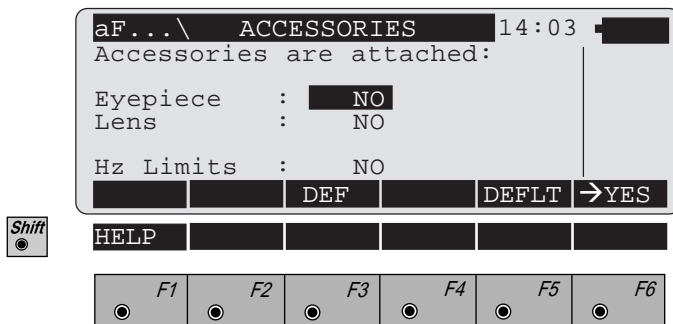 aF...\ ACCESSORIES 14:03
Accessories are attached:
Eyepiece : NO
Lens : NO
Hz Limits : NO
DEF DEFLT →YES
Shift
HELP
F1 F2 F3 F4 F5 F6